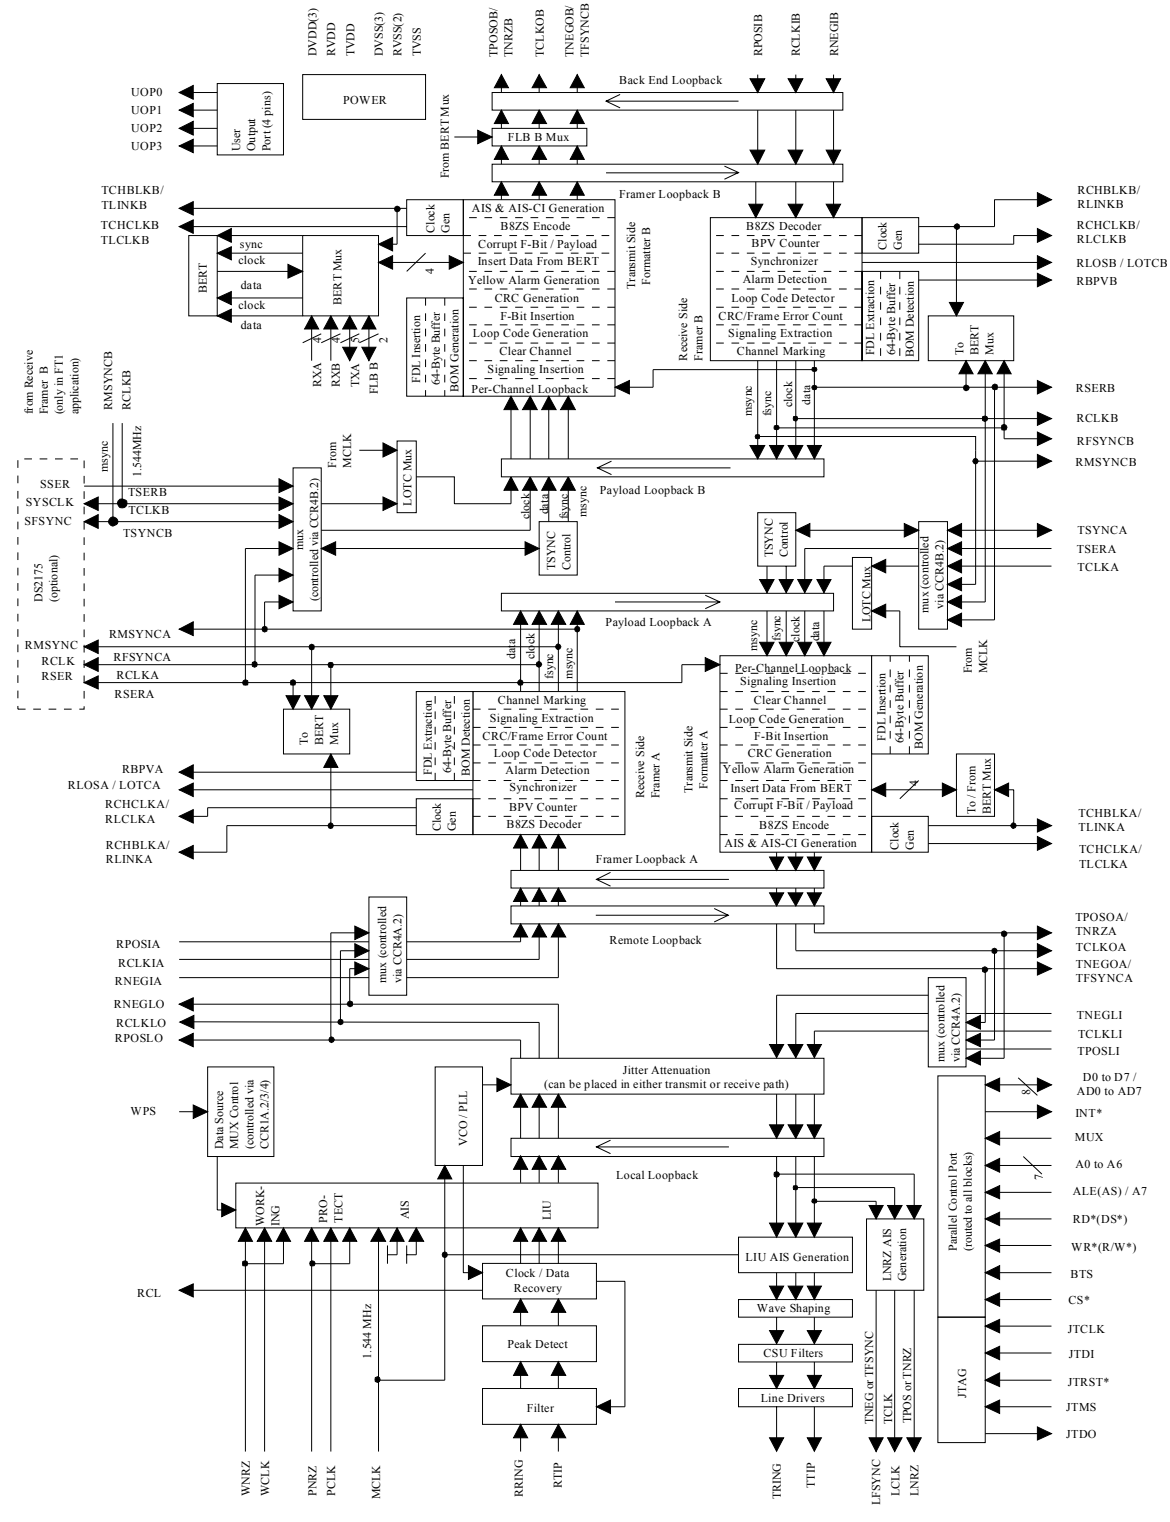 DVDD(3)
RVDD
TVDD
DVSS(3)
RVSS(2)
TVSS
TPOSOB/
TNRZB
TCLKOB
TNEGOB/
TFSYNCB
RPOSIB
RCLKIB
RNEGIB
Back End Loopback
UOP0
UOP1
UOP2
UOP3
User
Output
Port (4 pins)
POWER
From BERT Mux
FLB B Mux
Framer Loopback B
TCHBLKB/
TLINKB
TCHCLKB
TLCLKB
Clock
Gen
AIS & AIS-CI Generation
B8ZS Encode
Corrupt F-Bit / Payload
Insert Data From BERT
Yellow Alarm Generation
CRC Generation
F-Bit Insertion
Loop Code Generation
Clear Channel
Signaling Insertion
Per-Channel Loopback
FDL Insertion
64-Byte Buffer
BOM Generation
Transmit Side
Formatter B
BERT
sync
clock
data
clock
data
BERT Mux
4
4
4
5
2
RXA
RXB
TXA
FLB B
Receive Side
Framer B
B8ZS Decoder
BPV Counter
Synchronizer
Alarm Detection
Loop Code Detector
CRC/Frame Error Count
Signaling Extraction
Channel Marking
Clock
Gen
FDL Extraction
64-Byte Buffer
BOM Detection
To
BERT
Mux
RCHBLKB/
RLINKB
RCHCLKB/
RLCLKB
RLOSB / LOTCB
RBPVB
RSERB
RCLKB
RFSYNCB
RMSYNCB
msync
fsync
clock
data
from Receive
Framer B
(only in FT1
application)
RMSYNCB
RCLKB
msync
1.544MHz
SSER
SYSCLK
SFSYNC
DS2175
(optional)
RMSYNC
RCLK
RSER
TSERB
TCLKB
TSYNCB
mux
(controlled via CCR4B.2)
From
MCLK
LOTC Mux
Payload Loopback B
clock
data
fsync
msync
TSYNC
Control
TSYNC
Control
LOTC Mux
mux (controlled
via CCR4B.2)
TSYNCA
TSERA
TCLKA
From
MCLK
Payload Loopback A
RMSYNCA
RFSYNCA
RCLKA
RSERA
data
clock
fsync
msync
msync
fsync
clock
data
To
BERT
Mux
FDL Extraction
64-Byte Buffer
BOM Detection
Channel Marking
Signaling Extraction
CRC/Frame Error Count
Loop Code Detector
Alarm Detection
Synchronizer
BPV Counter
B8ZS Decoder
Clock
Gen
Receive Side
Framer A
Transmit Side
Formatter A
Per-Channel Loopback
Signaling Insertion
Clear Channel
Loop Code Generation
F-Bit Insertion
CRC Generation
Yellow Alarm Generation
Insert Data From BERT
Corrupt F-Bit / Payload
B8ZS Encode
AIS & AIS-CI Generation
FDL Insertion
64-Byte Buffer
BOM Generation
4
To / From
BERT Mux
Clock
Gen
RBPVA
RLOSA / LOTCA
RCHCLKA/
RLCLKA
RCHBLKA/
RLINKA
TCHBLKA/
TLINKA
TCHCLKA/
TLCLKA
Framer Loopback A
Remote Loopback
RPOSIA
RCLKIA
RNEGIA
mux (controlled
via CCR4A.2)
RNEGLO
RCLKLO
RPOSLO
TPOSOA/
TNRZA
TCLKOA
TNEGOA/
TFSYNCA
mux (controlled
via CCR4A.2)
TNEGLI
TCLKLI
TPOSLI
Jitter Attenuation
(can be placed in either transmit or receive path)
WPS
Data Source
MUX Control
(controlled via
CCR1A.2/3/4)
VCO / PLL
Local Loopback
WORK-
ING
PRO-
TECT
AIS
LIU
Clock / Data
Recovery
Peak Detect
Filter
RCL
1.544 MHz
LIU AIS Generation
Wave Shaping
CSU Filters
Line Drivers
LNRZ AIS
Generation
TNEG or TFSYNC
TCLK
TPOS or TNRZ
Parallel Control Port
(routed to all blocks)
JTAG
8
7
D0 to D7 /
AD0 to AD7
INT*
MUX
A0 to A6
ALE(AS) / A7
RD*(DS*)
WR*(R/W*)
BTS
CS*
JTCLK
JTDI
JTRST*
JTMS
JTDO
WNRZ
WCLK
PNRZ
PCLK
MCLK
RRING
RTIP
TRING
TTIP
LFSYNC
LCLK
LNRZ